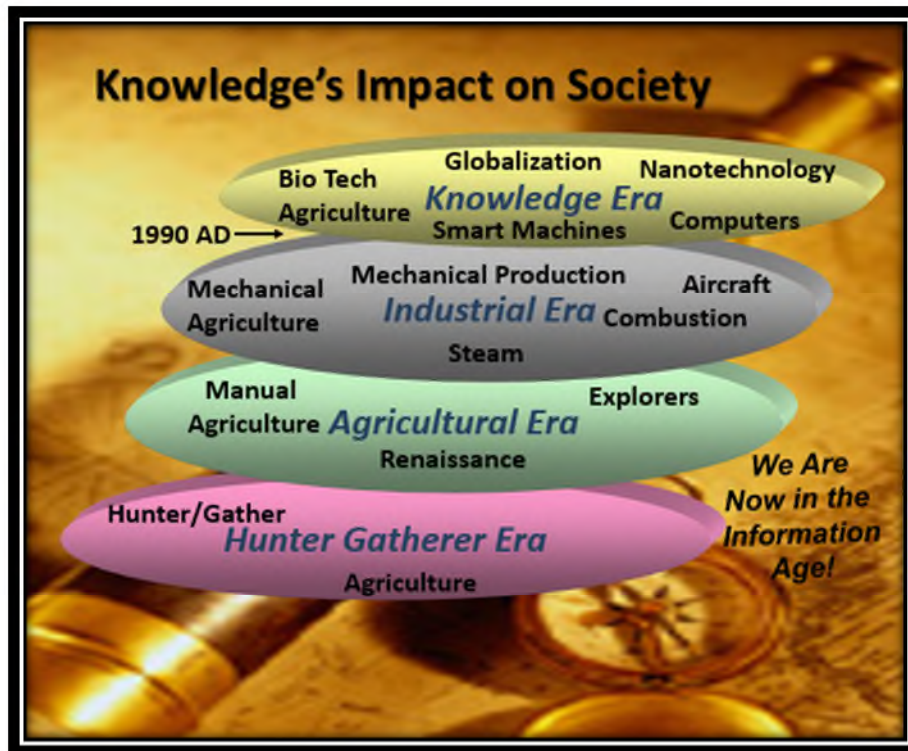 Knowledge's Impact on Society
Globalization
Bio Tech
Agriculture
Nanotechnology
Knowledge Era
Computers
Smart Machines
1990 AD
Mechanical Production
Mechanical
Agriculture
Aircraft
Industrial Era
Combustion
Steam
Manual
Agriculture
Explorers
Agricultural Era
Renaissance
Hunter/Gather
Hunter Gatherer Era
Agriculture
We Are
Now in the
Information
Age!